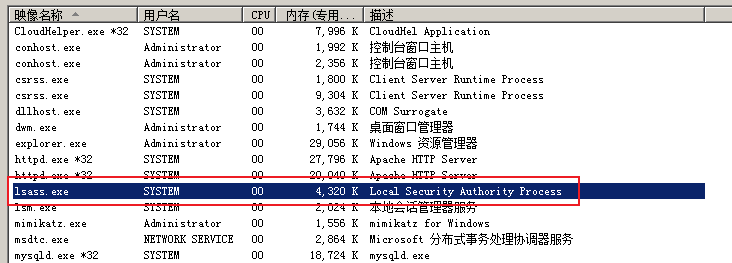 映像名称 用户名 CPU 内存(专用... 描述
CloudHelper.exe *32 SYSTEM 00 7,996 K CloudHel Application
conhost.exe Administrator 00 1,992 K 控制台窗口主机
conhost.exe Administrator 00 2,356 K 控制台窗口主机
csrss.exe SYSTEM 00 1,800 K Client Server Runtime Process
csrss.exe SYSTEM 00 9,304 K Client Server Runtime Process
dllhost.exe SYSTEM 00 3,632 K COM Surrogate
dwm.exe Administrator 00 1,744 K 桌面窗口管理器
explorer.exe Administrator 00 29,056 K Windows 资源管理器
httpd.exe *32 SYSTEM 00 27,796 K Apache HTTP Server
httpd.exe *32 SYSTEM 00 20,040 K Apache HTTP Server
lsass.exe SYSTEM 00 4,320 K Local Security Authority Process
lsm.exe SYSTEM 00 2,024 K 本地会话管理器服务
mimikatz.exe Administrator 00 1,556 K mimikatz for Windows
msdtc.exe NETWORK SERVICE 00 2,864 K Microsoft 分布式事务处理协调器服务
mysqld.exe *32 SYSTEM 00 18,724 K mysqld.exe